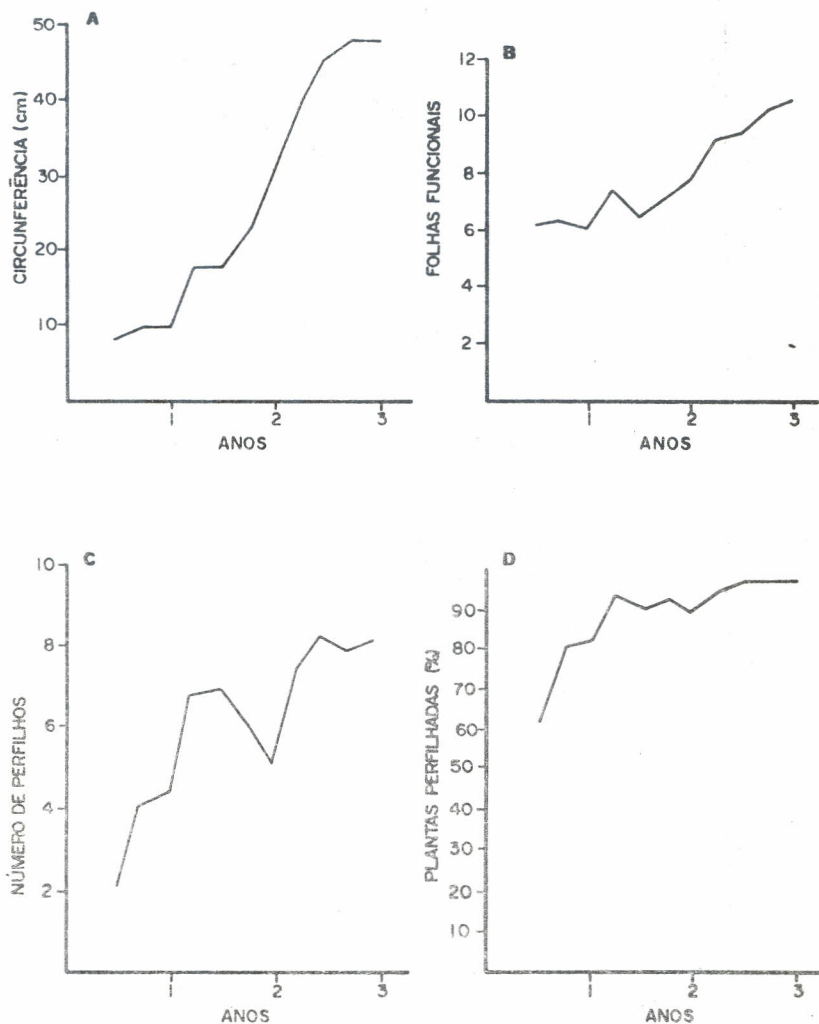 A
50
40
30
20
10
CIRCUNFERÊNCIA (cm)
1 2 3
ANOS
B
12
10
8
6
4
2
FOLHAS FUNCIONAIS
1 2 3
ANOS
C
10
8
6
4
2
NÚMERO DE PERFILHOS
1 2 3
ANOS
D
90
80
70
60
50
40
30
20
10
PLANTAS PERFILHADAS (%)
1 2 3
ANOS